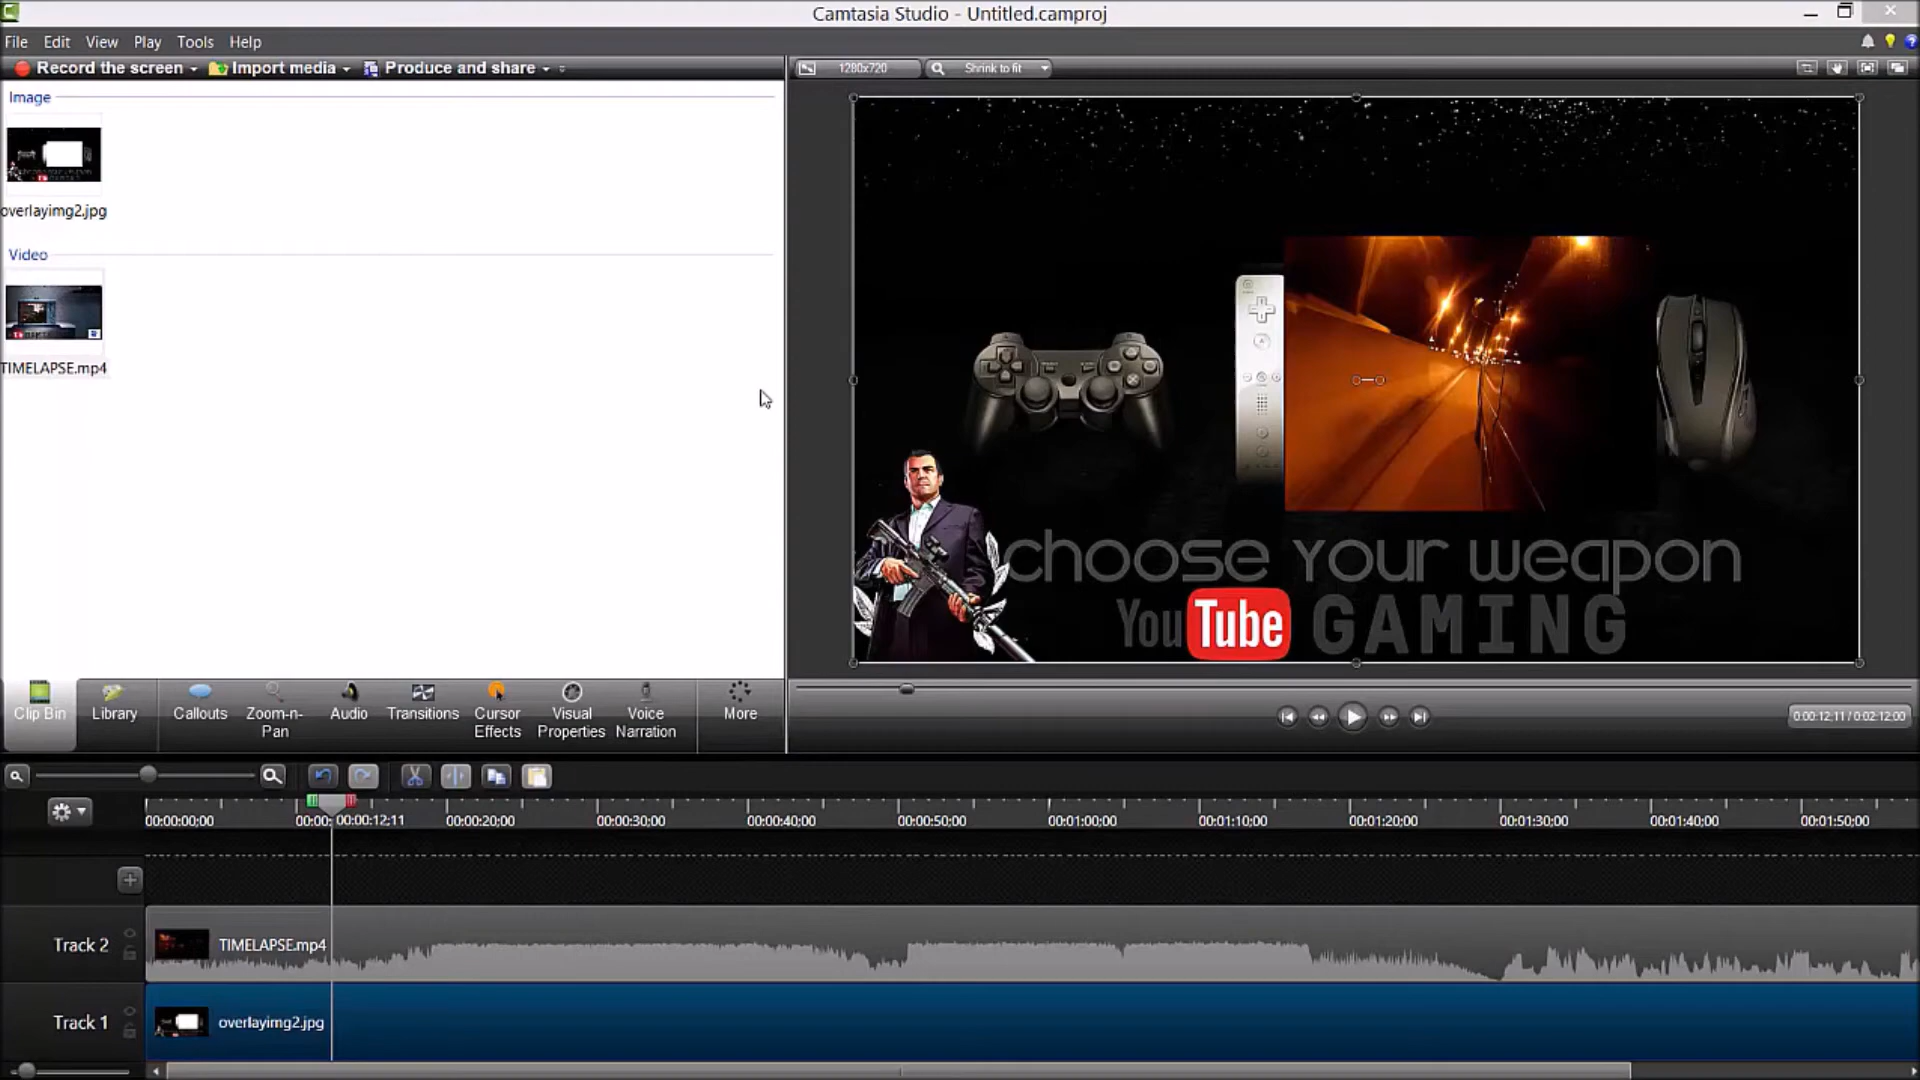 Camtasia Studio - Untitled.camproj
File Edit View Play Tools Help
Record the screen Import media Produce and share
1280x720 Shrink to fit
Image
overlayimg2.jpg
Video
TIMELAPSE.mp4
choose your weapon
YouTube GAMING
Clip Bin Library Callouts Zoom-n-Pan Audio Transitions Cursor Effects Visual Properties Voice Narration More
0:00:12;11 / 0:02:12;00
00:00:00;00 00:00: 00:00:12;11 00:00:20;00 00:00:30;00 00:00:40;00 00:00:50;00 00:01:00;00 00:01:10;00 00:01:20;00 00:01:30;00 00:01:40;00 00:01:50;00
Track 2 TIMELAPSE.mp4
Track 1 overlayimg2.jpg